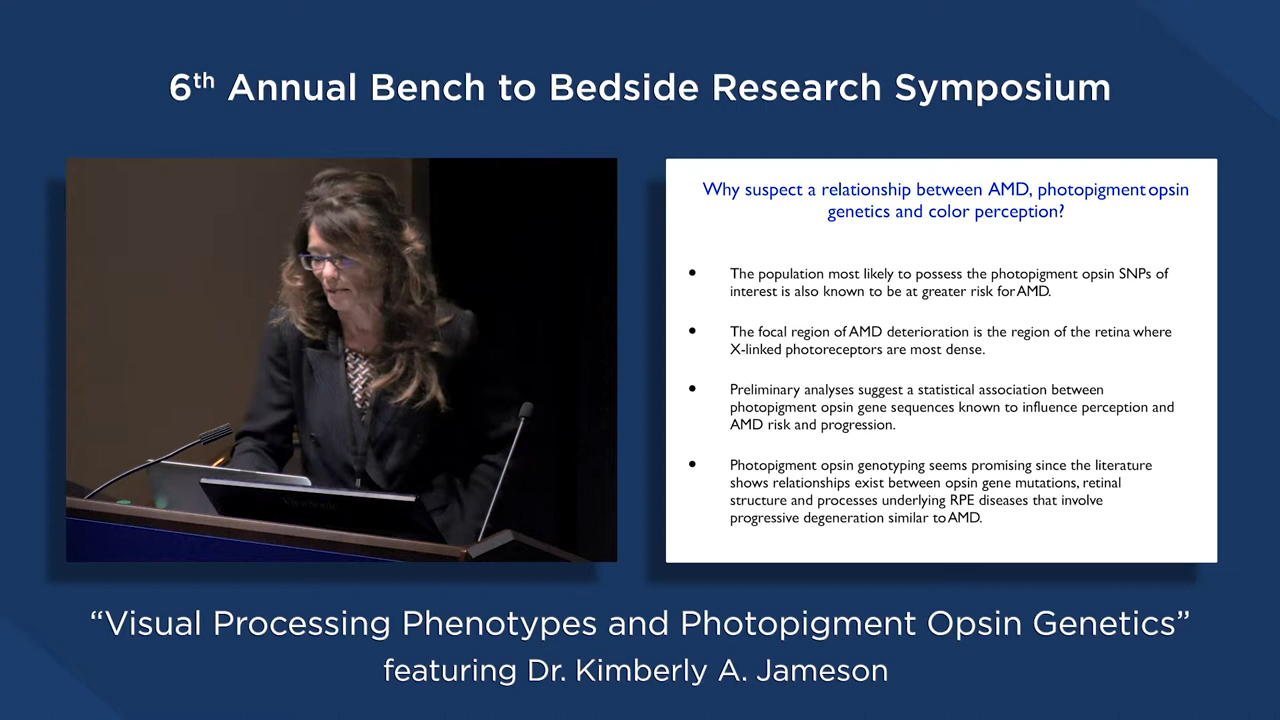 6th Annual Bench to Bedside Research Symposium
Why suspect a relationship between AMD, photopigment opsin
genetics and color perception?
• The population most likely to possess the photopigment opsin SNPs of
interest is also known to be at greater risk for AMD.
• The focal region of AMD deterioration is the region of the retina where
X-linked photoreceptors are most dense.
• Preliminary analyses suggest a statistical association between
photopigment opsin gene sequences known to influence perception and
AMD risk and progression.
• Photopigment opsin genotyping seems promising since the literature
shows relationships exist between opsin gene mutations, retinal
structure and processes underlying RPE diseases that involve
progressive degeneration similar to AMD.
ViewSonic
“Visual Processing Phenotypes and Photopigment Opsin Genetics”
featuring Dr. Kimberly A. Jameson